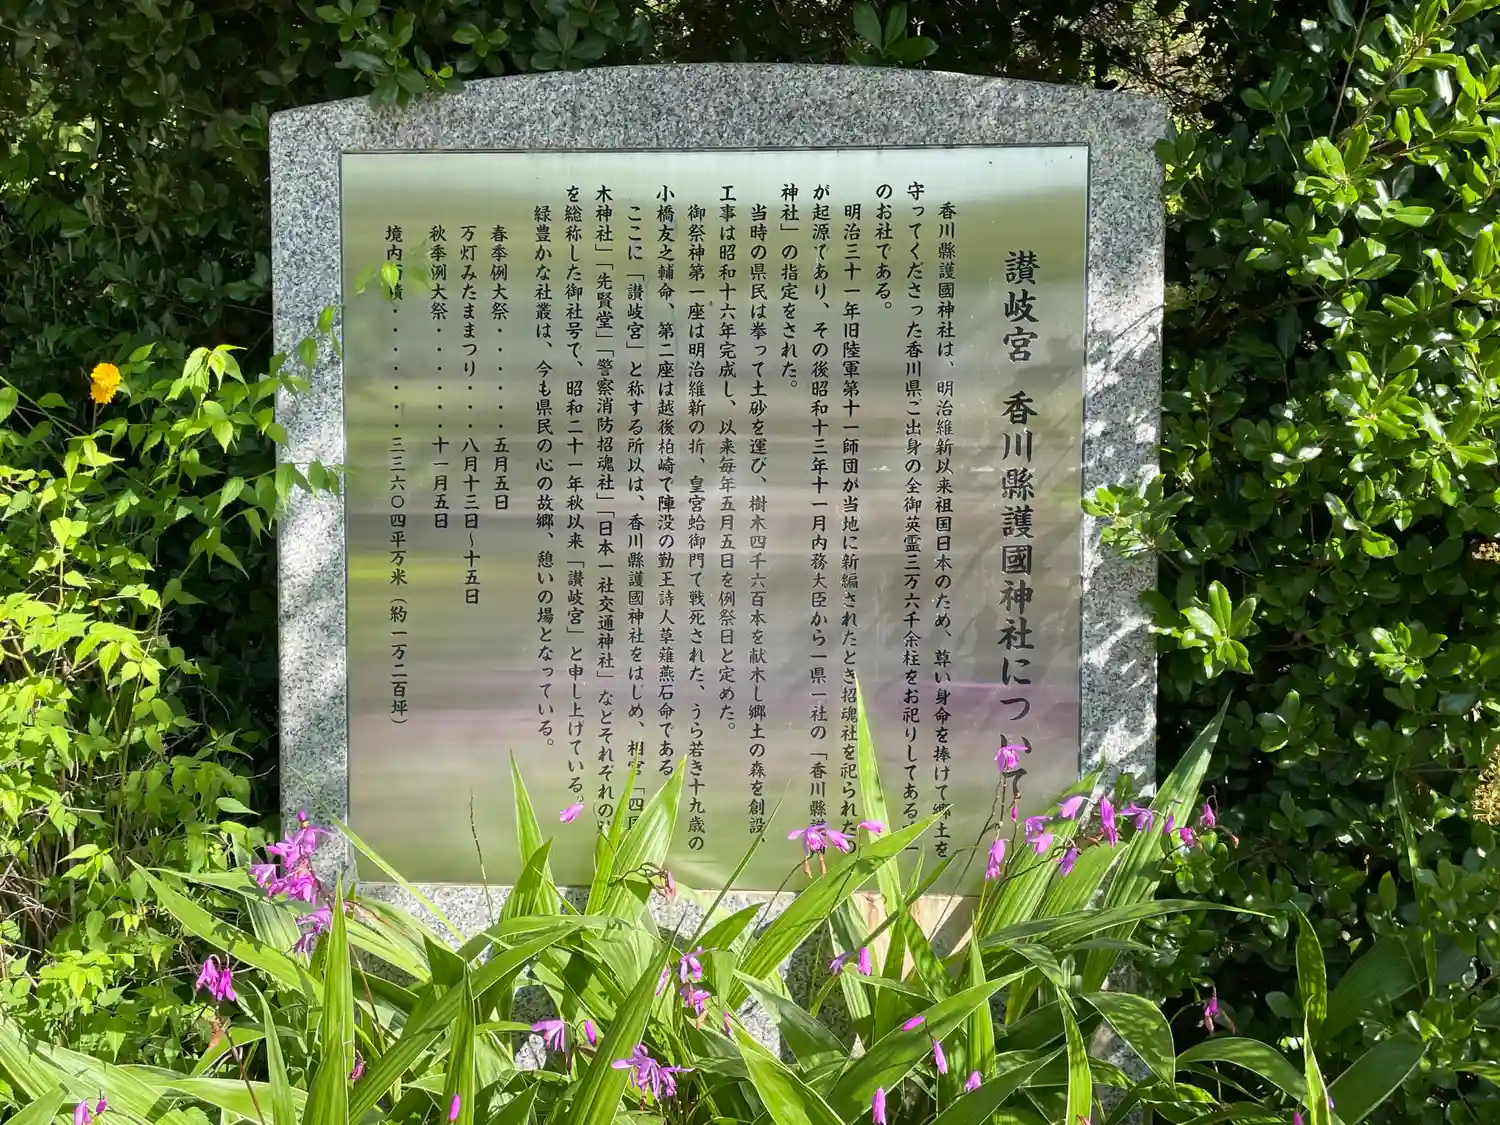 讃岐宮 香川縣護國神社について
香川縣護國神社は、明治維新以来祖国日本のため、尊い身命を捧げて郷土を
守ってくださった香川県ご出身の全御英霊三万六千余柱をお祀りしてある、一
のお社である。
明治三十一年旧陸軍第十一師団が当地に新編されたとき招魂社を祀られた
が起源であり、その後昭和十三年十一月内務大臣から一県一社の「香川縣護
神社」の指定をされた。
当時の県民は挙って土砂を運び、樹木四千六百本を献木し郷土の森を創設、
工事は昭和十六年完成し、以来毎年五月五日を例祭日と定めた。
御祭神第一座は明治維新の折、皇宮蛤御門で戦死された、うら若き十九歳の
小橋友之輔命、第二座は越後柏崎で陣没の勤王詩人草薙燕石命である
ここに「讃岐宮」と称する所以は、香川縣護國神社をはじめ、相宮「四国
木神社」「先賢堂」「警察消防招魂社」「日本一社交通神社」などそれぞれの
を総称した御社号で、昭和二十一年秋以来「讃岐宮」と申し上げている。
緑豊かな社叢は、今も県民の心の故郷、憩いの場となっている。
春季例大祭・・・・・五月五日
万灯みたままつり・・八月十三日〜十五日
秋季例大祭・・・・・十一月五日
境内面積・・・・・・三三六〇四平万米（約一万二百坪）